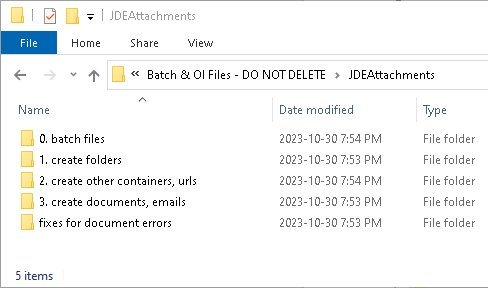 JDEAttachments
File Home Share View
« Batch & OI Files - DO NOT DELETE > JDEAttachments
Name Date modified Type
0. batch files 2023-10-30 7:54 PM File folder
1. create folders 2023-10-30 7:53 PM File folder
2. create other containers, urls 2023-10-30 7:54 PM File folder
3. create documents, emails 2023-10-30 7:53 PM File folder
fixes for document errors 2023-10-30 7:53 PM File folder
5 items